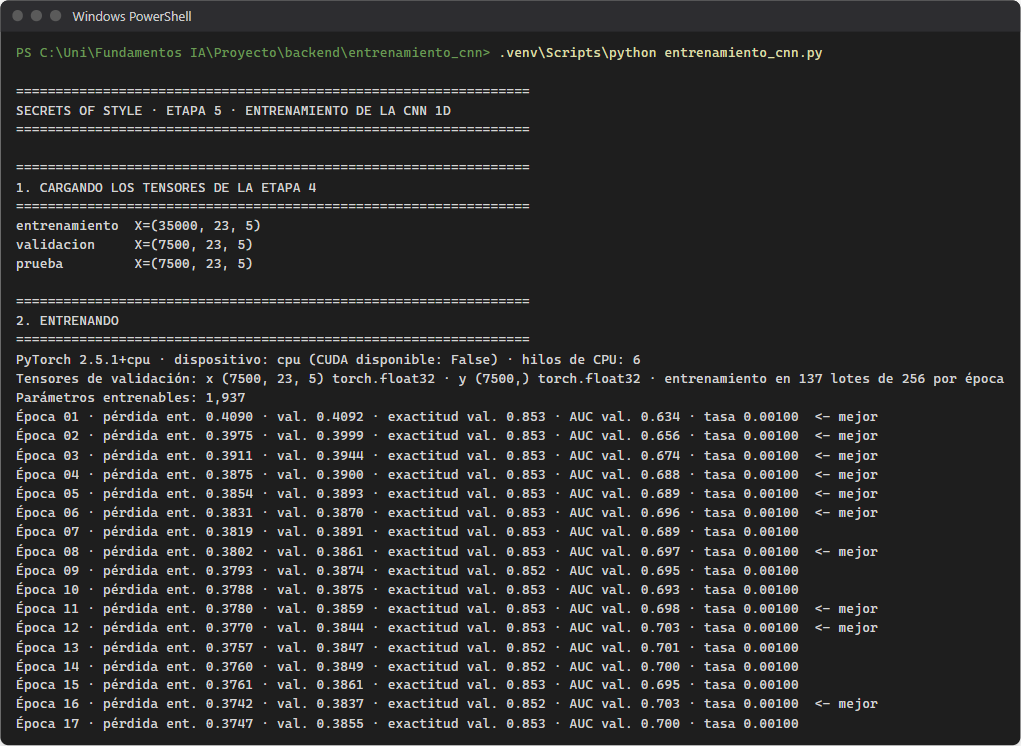 Windows PowerShell
PS C:\Uni\Fundamentos IA\Proyecto\backend\entrenamiento_cnn> .venv\Scripts\python entrenamiento_cnn.py
=================================================================
SECRETS OF STYLE · ETAPA 5 · ENTRENAMIENTO DE LA CNN 1D
=================================================================
=================================================================
1. CARGANDO LOS TENSORES DE LA ETAPA 4
=================================================================
entrenamiento  X=(35000, 23, 5)
validacion     X=(7500, 23, 5)
prueba         X=(7500, 23, 5)
=================================================================
2. ENTRENANDO
=================================================================
PyTorch 2.5.1+cpu · dispositivo: cpu (CUDA disponible: False) · hilos de CPU: 6
Tensores de validación: x (7500, 23, 5) torch.float32 · y (7500,) torch.float32 · entrenamiento en 137 lotes de 256 por época
Parámetros entrenables: 1,937
Época 01 · pérdida ent. 0.4090 · val. 0.4092 · exactitud val. 0.853 · AUC val. 0.634 · tasa 0.00100  <- mejor
Época 02 · pérdida ent. 0.3975 · val. 0.3999 · exactitud val. 0.853 · AUC val. 0.656 · tasa 0.00100  <- mejor
Época 03 · pérdida ent. 0.3911 · val. 0.3944 · exactitud val. 0.853 · AUC val. 0.674 · tasa 0.00100  <- mejor
Época 04 · pérdida ent. 0.3875 · val. 0.3900 · exactitud val. 0.853 · AUC val. 0.688 · tasa 0.00100  <- mejor
Época 05 · pérdida ent. 0.3854 · val. 0.3893 · exactitud val. 0.853 · AUC val. 0.689 · tasa 0.00100  <- mejor
Época 06 · pérdida ent. 0.3831 · val. 0.3870 · exactitud val. 0.853 · AUC val. 0.696 · tasa 0.00100  <- mejor
Época 07 · pérdida ent. 0.3819 · val. 0.3891 · exactitud val. 0.853 · AUC val. 0.689 · tasa 0.00100
Época 08 · pérdida ent. 0.3802 · val. 0.3861 · exactitud val. 0.853 · AUC val. 0.697 · tasa 0.00100  <- mejor
Época 09 · pérdida ent. 0.3793 · val. 0.3874 · exactitud val. 0.852 · AUC val. 0.695 · tasa 0.00100
Época 10 · pérdida ent. 0.3788 · val. 0.3875 · exactitud val. 0.853 · AUC val. 0.693 · tasa 0.00100
Época 11 · pérdida ent. 0.3780 · val. 0.3859 · exactitud val. 0.853 · AUC val. 0.698 · tasa 0.00100  <- mejor
Época 12 · pérdida ent. 0.3770 · val. 0.3844 · exactitud val. 0.853 · AUC val. 0.703 · tasa 0.00100  <- mejor
Época 13 · pérdida ent. 0.3757 · val. 0.3847 · exactitud val. 0.852 · AUC val. 0.701 · tasa 0.00100
Época 14 · pérdida ent. 0.3760 · val. 0.3849 · exactitud val. 0.852 · AUC val. 0.700 · tasa 0.00100
Época 15 · pérdida ent. 0.3761 · val. 0.3861 · exactitud val. 0.853 · AUC val. 0.695 · tasa 0.00100
Época 16 · pérdida ent. 0.3742 · val. 0.3837 · exactitud val. 0.852 · AUC val. 0.703 · tasa 0.00100  <- mejor
Época 17 · pérdida ent. 0.3747 · val. 0.3855 · exactitud val. 0.853 · AUC val. 0.700 · tasa 0.00100